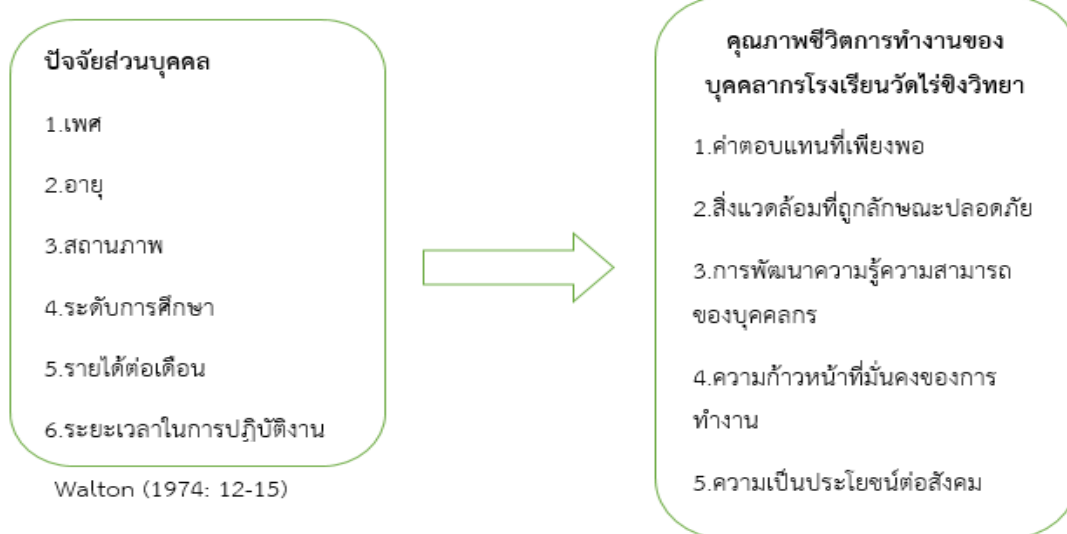 ปัจจัยส่วนบุคคล
1.เพศ
2.อายุ
3.สถานภาพ
4.ระดับการศึกษา
5.รายได้ต่อเดือน
6.ระยะเวลาในการปฏิบัติงาน
Walton (1974: 12-15)
คุณภาพชีวิตการทำงานของ
บุคคลากรโรงเรียนวัดไร่ขิงวิทยา
1.ค่าตอบแทนที่เพียงพอ
2.สิ่งแวดล้อมที่ถูกลักษณะปลอดภัย
3.การพัฒนาความรู้ความสามารถ
ของบุคคลกร
4.ความก้าวหน้าที่มั่นคงของการ
ทำงาน
5.ความเป็นประโยชน์ต่อสังคม